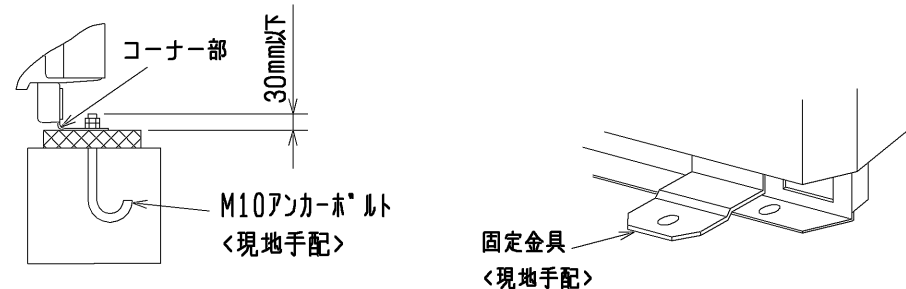 コーナー部
30mm以下
M10アンカーボルト
<現地手配>
固定金具
<現地手配>